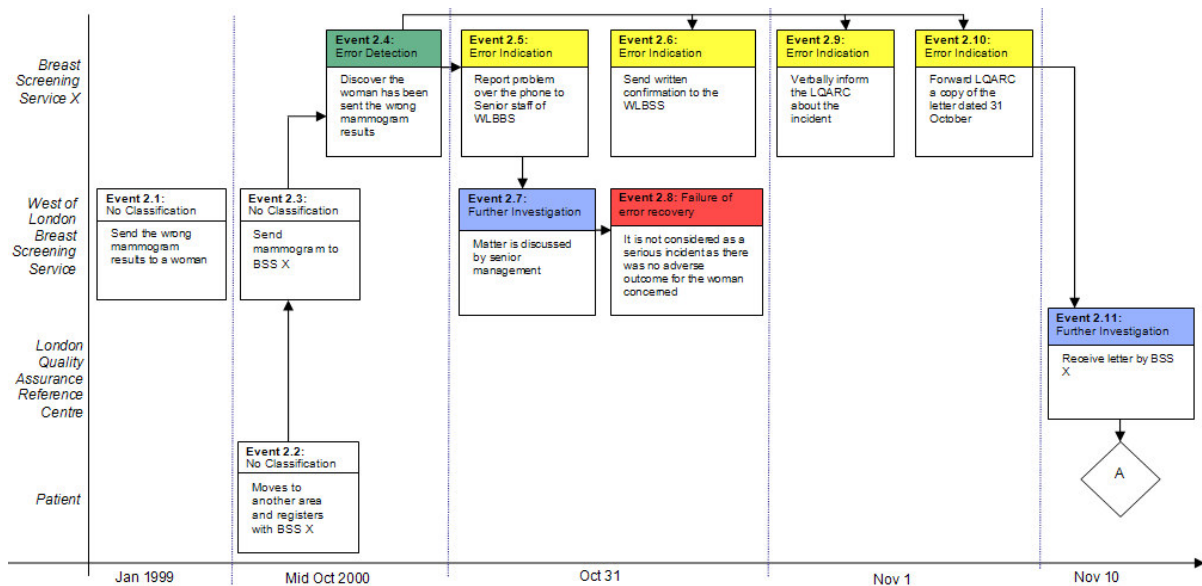 Breast
Screening
Service X
West of
London
Breast
Screening
Service
London
Quality
Assurance
Reference
Centre
Patient
Event 2.1:
No Classification
Send the wrong
mammogram
results to a woman
Event 2.2:
No Classification
Moves to
another area
and registers
with BSS X
Event 2.3:
No Classification
Send
mammogram to
BSS X
Event 2.4:
Error Detection
Discover the
woman has been
sent the wrong
mammogram
results
Event 2.5:
Error Indication
Report problem
over the phone to
Senior staff of
WLBBS
Event 2.6:
Error Indication
Send written
confirmation to the
WLBSS
Event 2.7:
Further Investigation
Matter is discussed
by senior
management
Event 2.8: Failure of
error recovery
It is not considered as a
serious incident as there
was no adverse
outcome for the woman
concerned
Event 2.9:
Error Indication
Verbally inform
the LQARC
about the
incident
Event 2.10:
Error Indication
Forward LQARC
a copy of the
letter dated 31
October
Event 2.11:
Further Investigation
Receive letter by BSS
X
A
Jan 1999
Mid Oct 2000
Oct 31
Nov 1
Nov 10